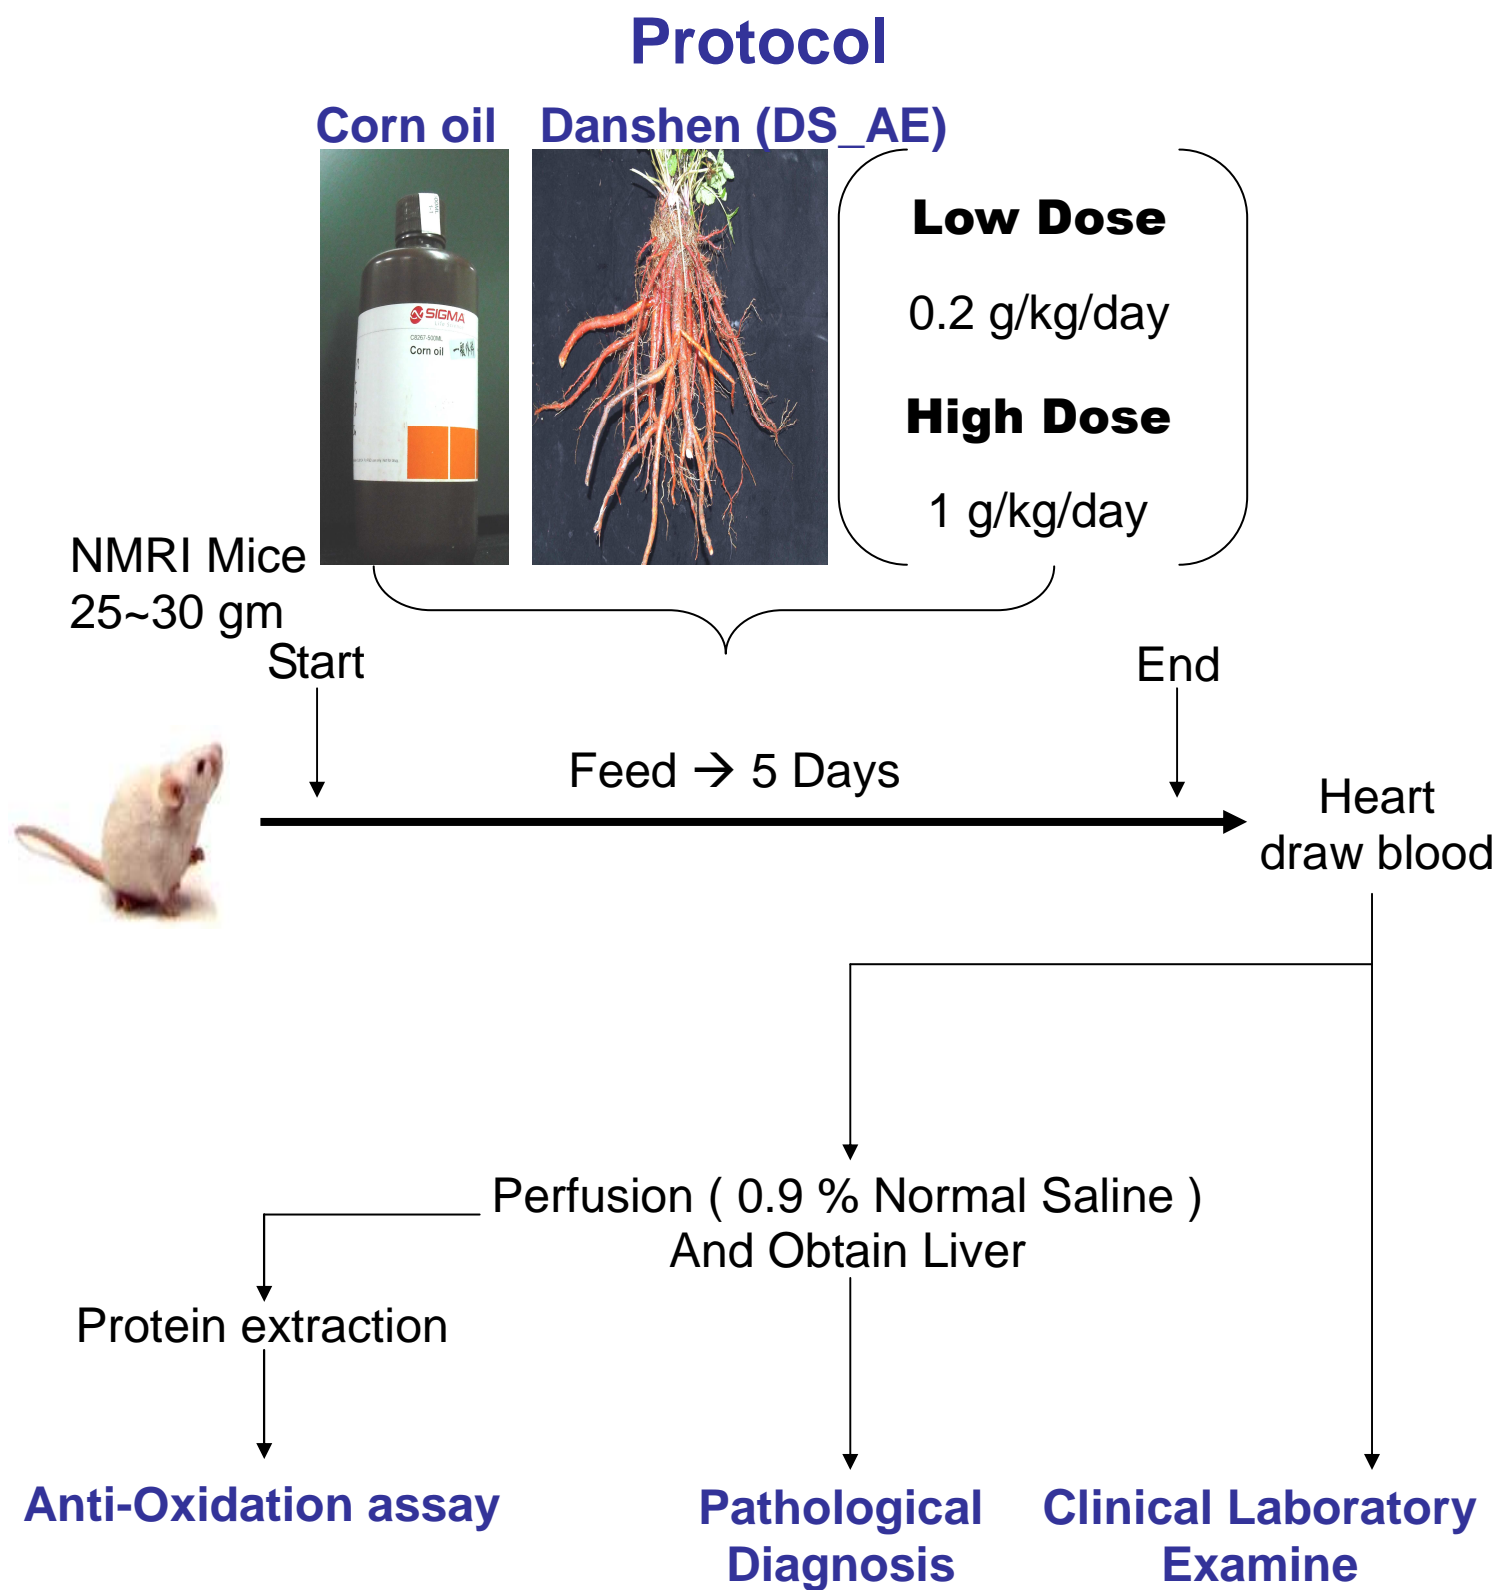 Protocol
Corn oil
Danshen (DS_AE)
SIGMA
C8267-500ML
Corn oil
Low Dose
0.2 g/kg/day
High Dose
1 g/kg/day
NMRI Mice
25~30 gm
Start
End
Feed → 5 Days
Heart
draw blood
Perfusion ( 0.9 % Normal Saline )
And Obtain Liver
Protein extraction
Anti-Oxidation assay
Pathological
Diagnosis
Clinical Laboratory
Examine